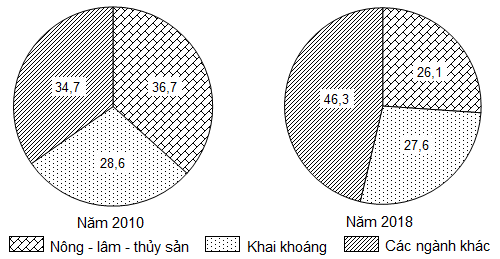 34,7
36,7
28,6
46,3
26,1
27,6
Năm 2010
Năm 2018
Nông - lâm - thủy sản
Khai khoáng
Các ngành khác